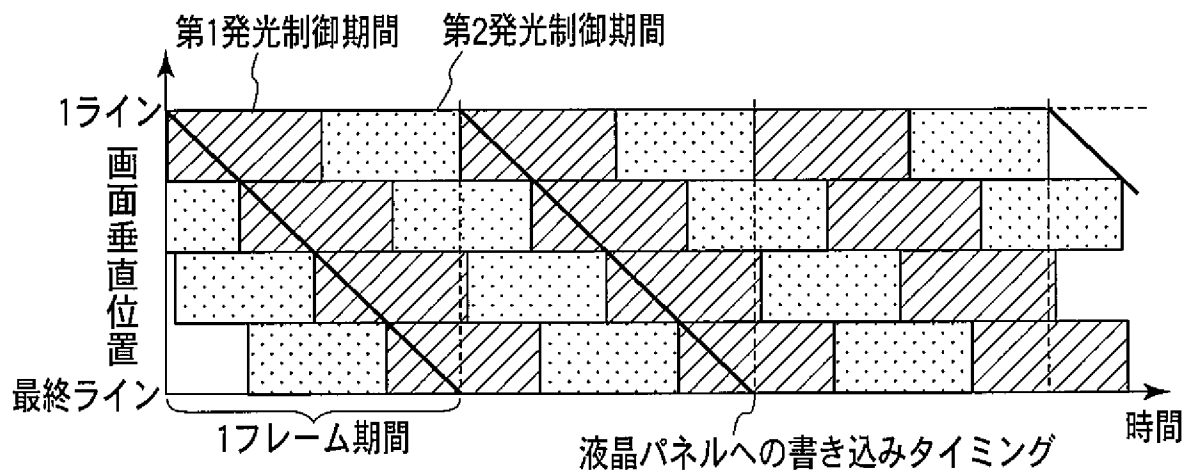 第1発光制御期間
第2発光制御期間
1ライン
画面垂直位置
最終ライン
1フレーム期間
液晶パネルへの書き込みタイミング
時間